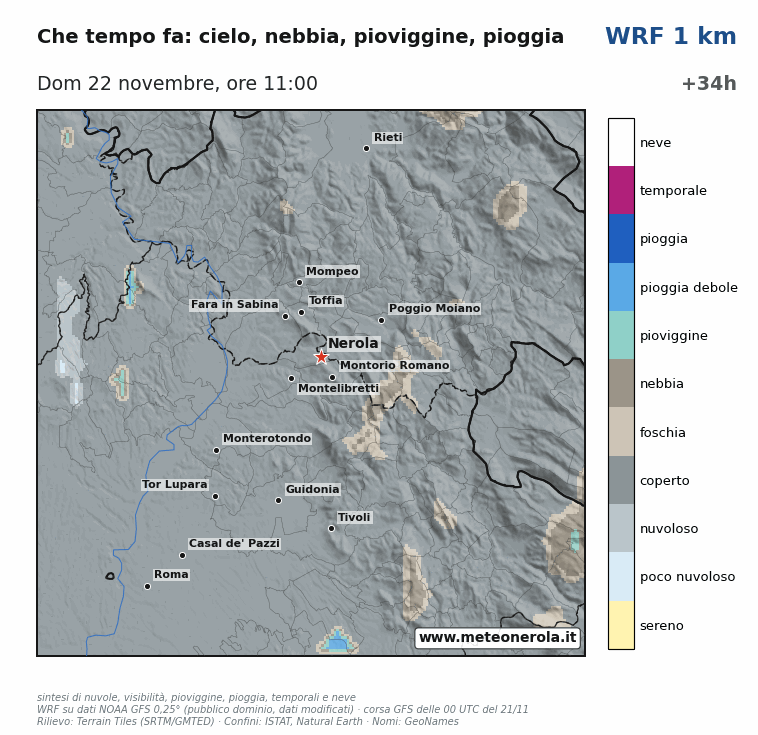 Che tempo fa: cielo, nebbia, pioviggine, pioggia
WRF 1 km
Dom 22 novembre, ore 11:00
+34h
Rieti
Mompeo
Fara in Sabina
Toffia
Poggio Moiano
Nerola
Montorio Romano
Montelibretti
Monterotondo
Tor Lupara
Guidonia
Tivoli
Casal de' Pazzi
Roma
www.meteonerola.it
neve
temporale
pioggia
pioggia debole
pioviggine
nebbia
foschia
coperto
nuvoloso
poco nuvoloso
sereno
sintesi di nuvole, visibilità, pioviggine, pioggia, temporali e neve
WRF su dati NOAA GFS 0,25° (pubblico dominio, dati modificati) · corsa GFS delle 00 UTC del 21/11
Rilievo: Terrain Tiles (SRTM/GMTED) · Confini: ISTAT, Natural Earth · Nomi: GeoNames